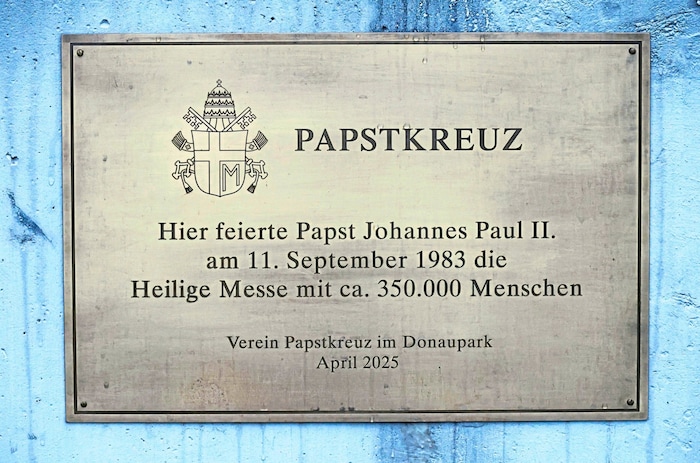 PAPSTKREUZ
M
Hier feierte Papst Johannes Paul II.
am 11. September 1983 die
Heilige Messe mit ca. 350.000 Menschen
Verein Papstkreuz im Donaupark
April 2025